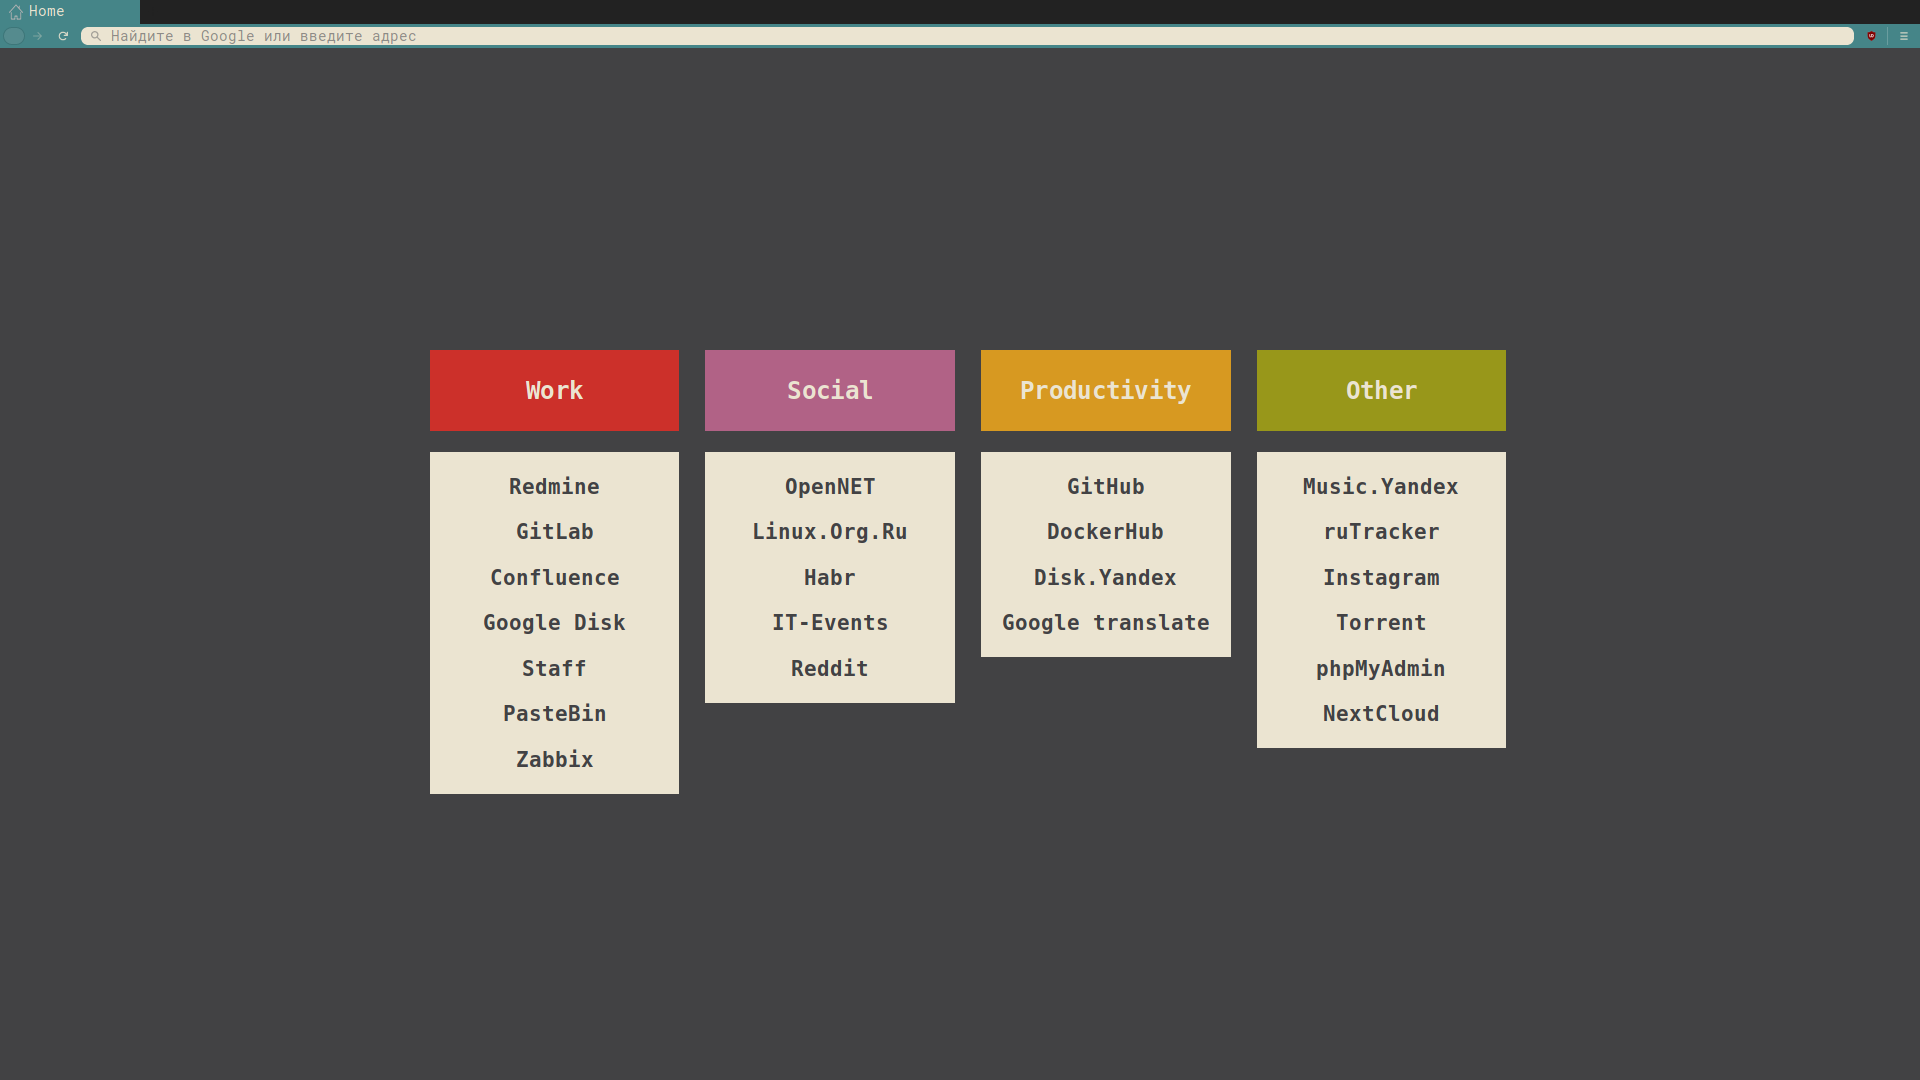 Home
Найдите в Google или введите адрес
Work
Redmine
GitLab
Confluence
Google Disk
Staff
PasteBin
Zabbix
Social
OpenNET
Linux.Org.Ru
Habr
IT-Events
Reddit
Productivity
GitHub
DockerHub
Disk.Yandex
Google translate
Other
Music.Yandex
ruTracker
Instagram
Torrent
phpMyAdmin
NextCloud